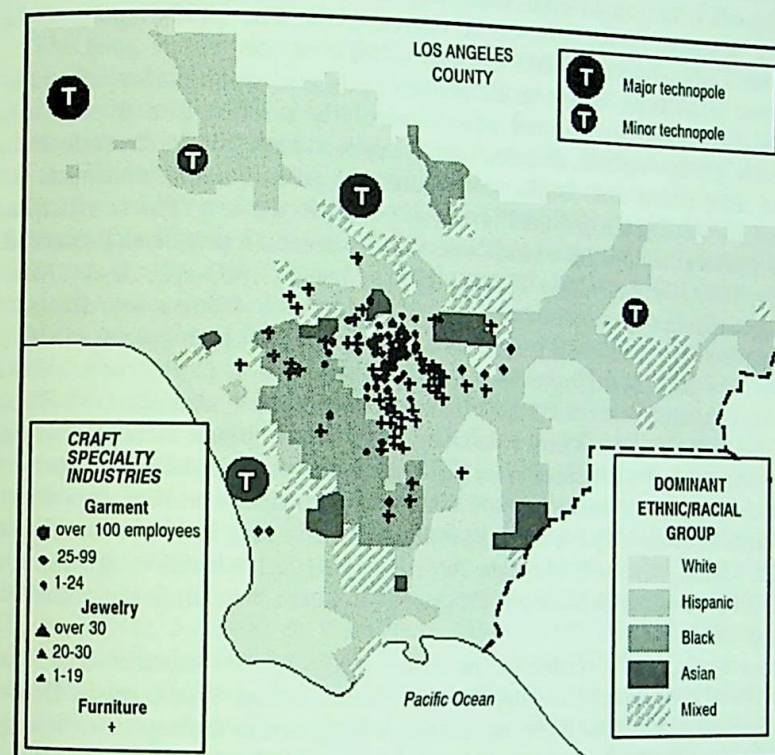 LOS ANGELES
COUNTY
T Major technopole
T Minor technopole
T
T
T
T
T
CRAFT
SPECIALTY
INDUSTRIES
Garment
over 100 employees
25-99
1-24
Jewelry
over 30
20-30
1-19
Furniture
DOMINANT
ETHNIC/RACIAL
GROUP
White
Hispanic
Black
Asian
Mixed
Pacific Ocean